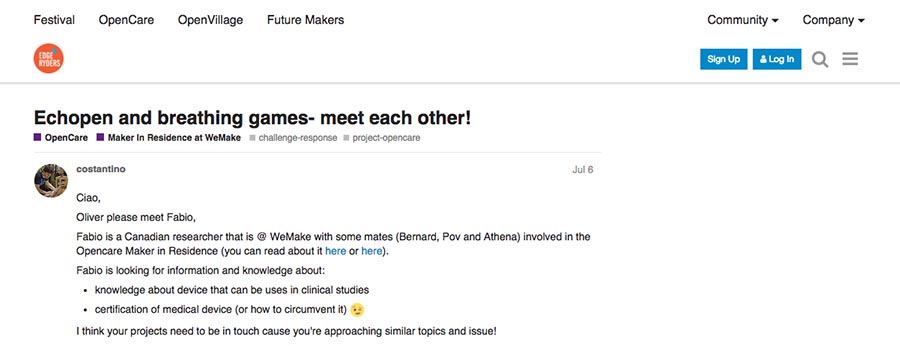 Festival OpenCare OpenVillage Future Makers Community Company
EDGE
RYDERS
Sign Up Log In
Echopen and breathing games- meet each other!
OpenCare Maker In Residence at WeMake challenge-response project-opencare
costantino Jul 6
Ciao,
Oliver please meet Fabio,
Fabio is a Canadian researcher that is @ WeMake with some mates (Bernard, Pov and Athena) involved in the
Opencare Maker in Residence (you can read about it here or here).
Fabio is looking for information and knowledge about:
• knowledge about device that can be uses in clinical studies
• certification of medical device (or how to circumvent it) 😉
I think your projects need to be in touch cause you're approaching similar topics and issue!